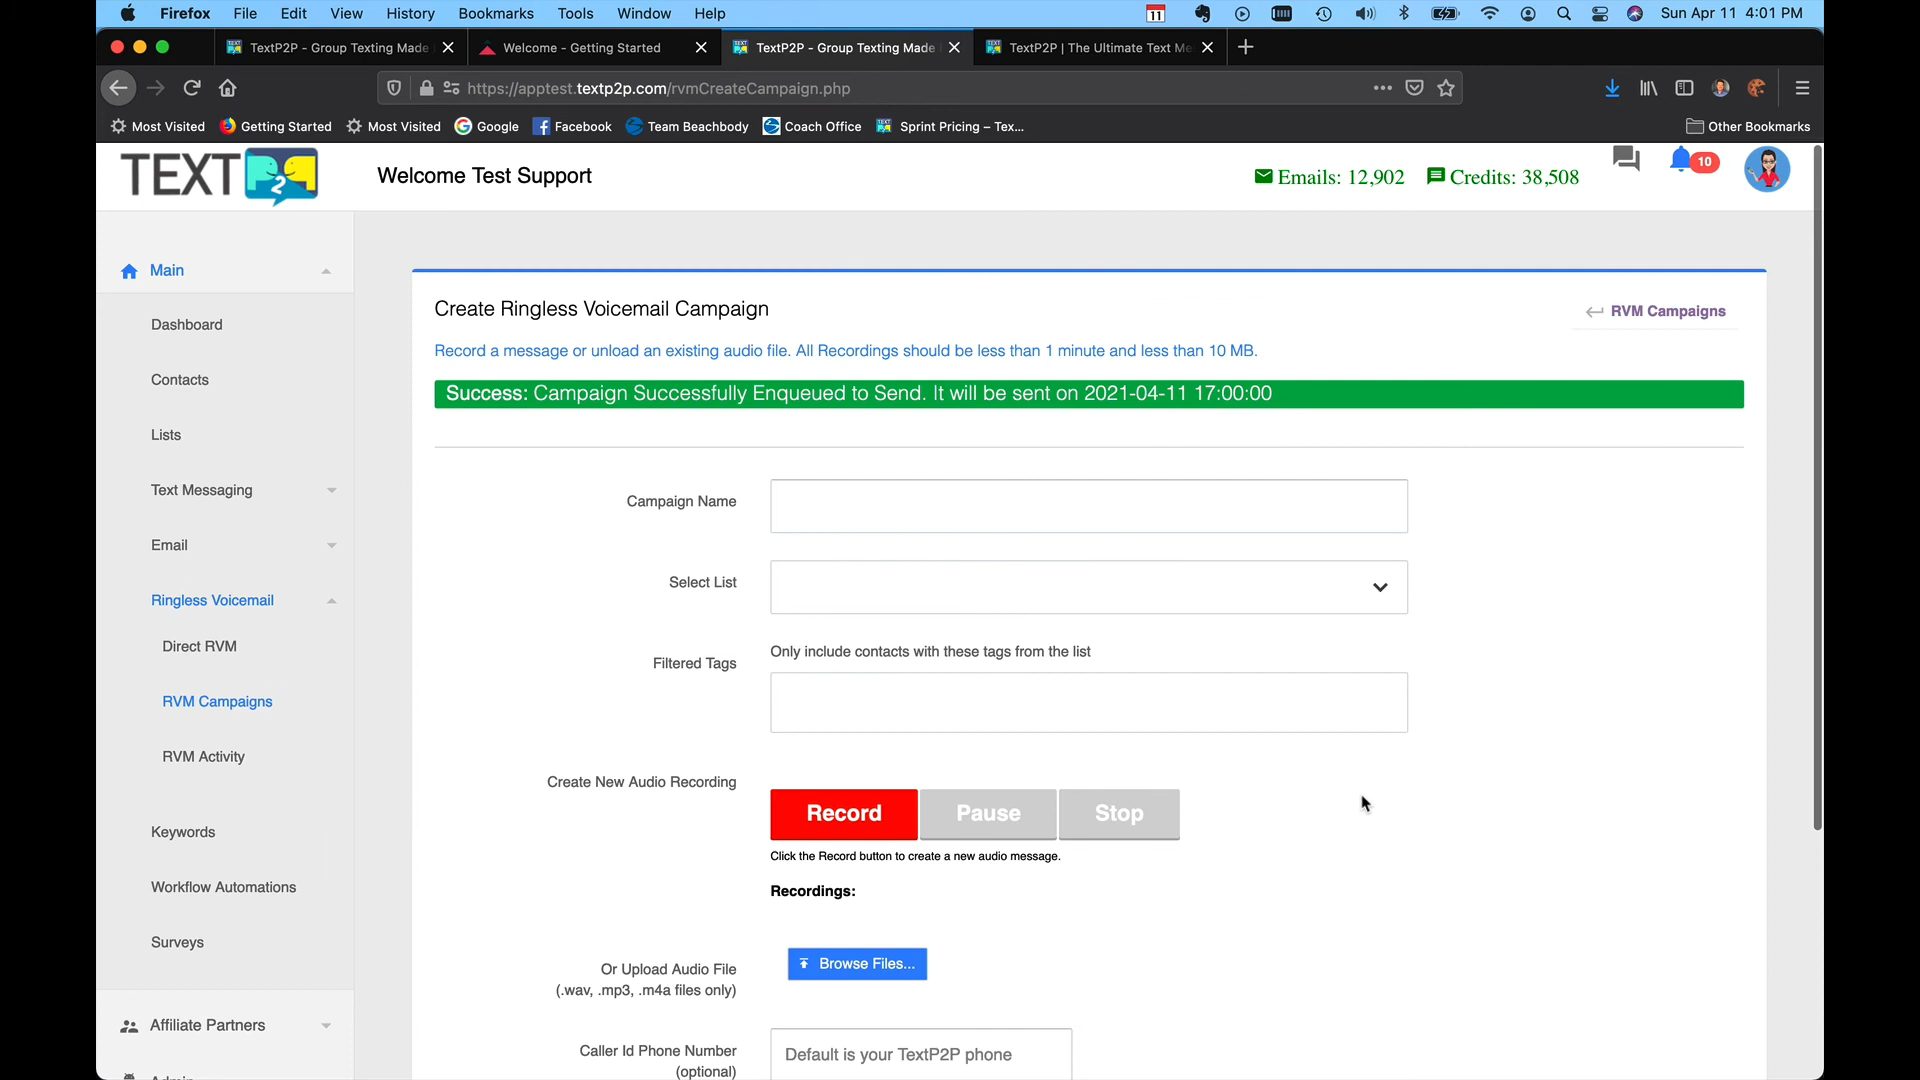 Firefox File Edit View History Bookmarks Tools Window Help 11 Sun Apr 11 4:01 PM
TextP2P - Group Texting Made Welcome - Getting Started TextP2P - Group Texting Made TextP2P | The Ultimate Text Me
https://apptest.textp2p.com/rvmCreateCampaign.php
Most Visited Getting Started Most Visited Google Facebook Team Beachbody Coach Office Sprint Pricing – Tex... Other Bookmarks
TEXT P2P
Welcome Test Support
Emails: 12,902 Credits: 38,508 10
Main
Dashboard
Contacts
Lists
Text Messaging
Email
Ringless Voicemail
Direct RVM
RVM Campaigns
RVM Activity
Keywords
Workflow Automations
Surveys
Affiliate Partners
Admin
Create Ringless Voicemail Campaign
RVM Campaigns
Record a message or unload an existing audio file. All Recordings should be less than 1 minute and less than 10 MB.
Success: Campaign Successfully Enqueued to Send. It will be sent on 2021-04-11 17:00:00
Campaign Name
Select List
Only include contacts with these tags from the list
Filtered Tags
Create New Audio Recording
Record Pause Stop
Click the Record button to create a new audio message.
Recordings:
Or Upload Audio File
(.wav, .mp3, .m4a files only)
Browse Files...
Caller Id Phone Number
(optional)
Default is your TextP2P phone